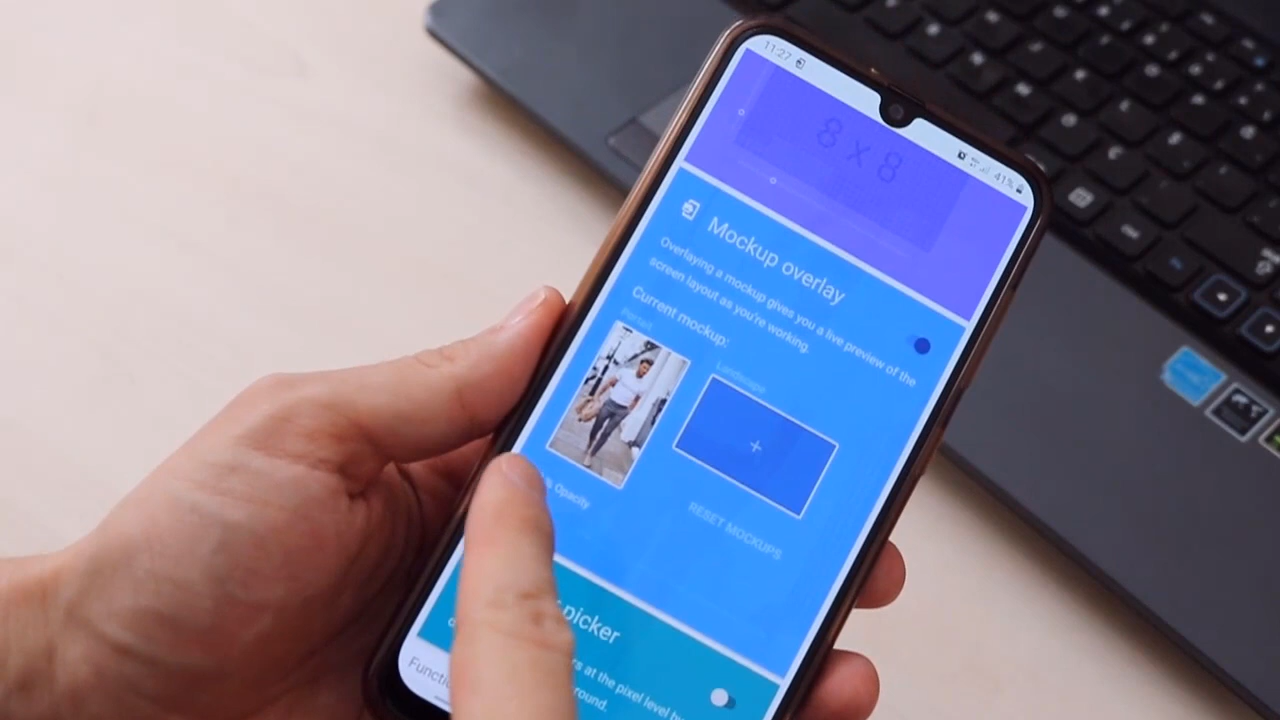 11:27
41%
8 x 8
Mockup overlay
Overlaying a mockup gives you a live preview of the
screen layout as you're working.
Current mockup:
Portrait
Landscape
+
% Opacity
RESET MOCKUPS
picker
at the pixel level by
round.
Functi